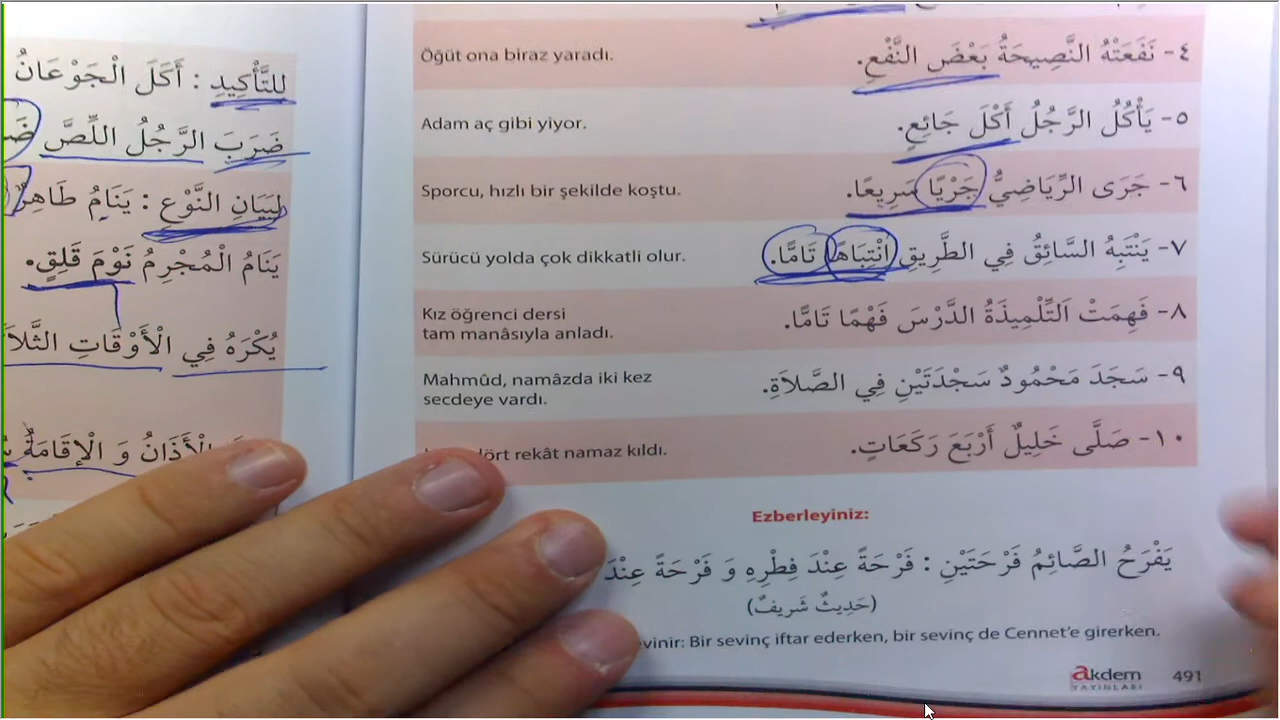 للتَّأْكِيدِ : أَكَلَ الْجَوْعَانُ
ضَرَبَ الرَّجُلُ اللِّصَّ
لِبَيَانِ النَّوْعِ : يَنَامُ طَاهِرٌ
يَنَامُ الْمُجْرِمُ نَوْمَ قَلِقٍ.
يُكْرَهُ فِي الْأَوْقَاتِ
الْأَذَانُ وَ الْإِقَامَةُ
٤- نَفَعَتْهُ النَّصِيحَةُ بَعْضَ النَّفْعِ.
Öğüt ona biraz yaradı.
٥- يَأْكُلُ الرَّجُلُ أَكْلَ جَائِعٍ.
Adam aç gibi yiyor.
٦- جَرَى الرِّيَاضِيُّ جَرْيًا سَرِيعًا.
Sporcu, hızlı bir şekilde koştu.
٧- يَنْتَبِهُ السَّائِقُ فِي الطَّرِيقِ انْتِبَاهًا تَامًّا.
Sürücü yolda çok dikkatli olur.
٨- فَهِمَتْ اَلتِّلْمِيذَةُ الدَّرْسَ فَهْمًا تَامًّا.
Kız öğrenci dersi
tam manâsıyla anladı.
٩- سَجَدَ مَحْمُودٌ سَجْدَتَيْنِ فِي الصَّلاَةِ.
Mahmûd, namâzda iki kez
secdeye vardı.
١٠- صَلَّى خَلِيلٌ أَرْبَعَ رَكَعَاتٍ.
rekât namaz kıldı.
Ezberleyiniz:
يَفْرَحُ الصَّائِمُ فَرْحَتَيْنِ : فَرْحَةً عِنْدَ فِطْرِهِ وَ فَرْحَةً عِنْدَ
(حَدِيثٌ شَرِيفٌ)
Bir sevinç iftar ederken, bir sevinç de Cennet'e girerken.
akdem
YAYINLARI
491